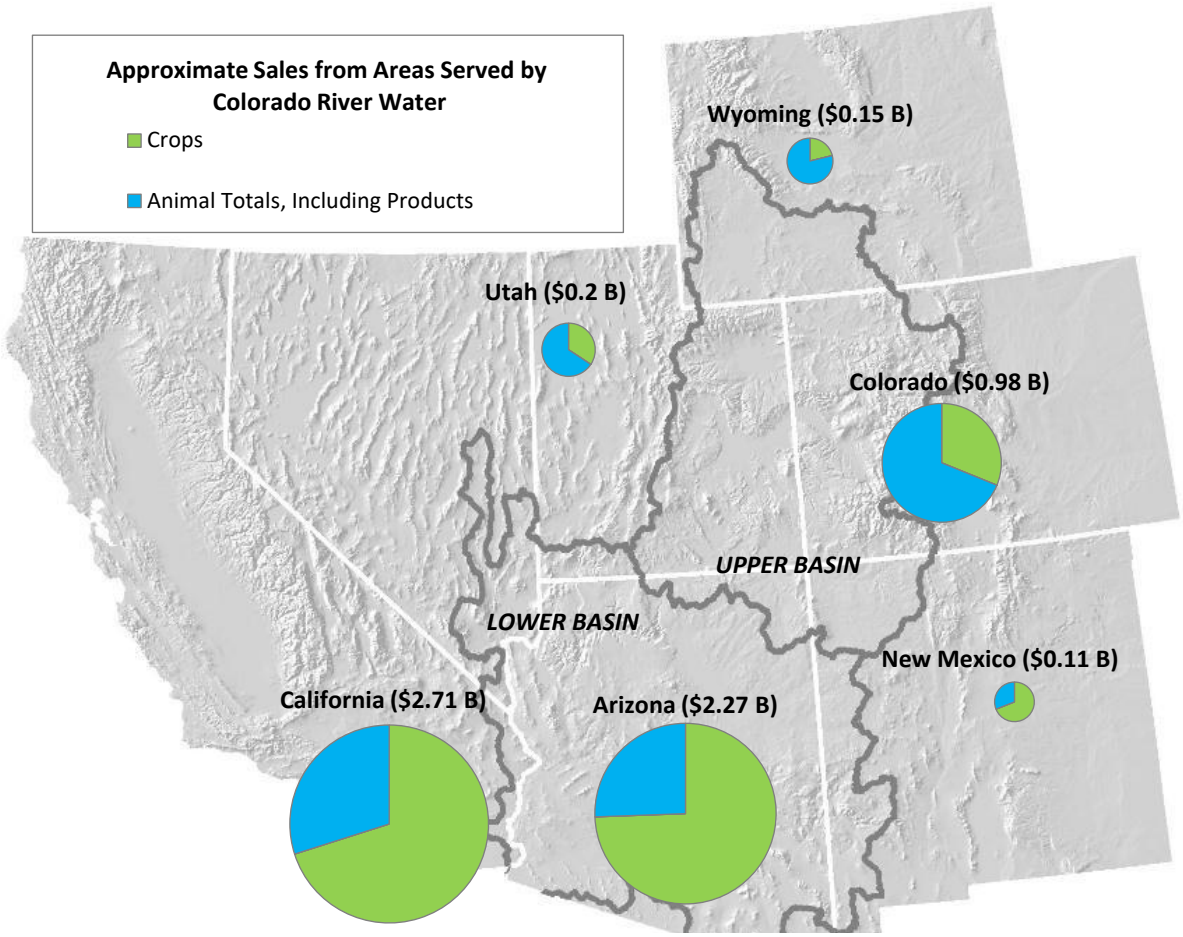 Approximate Sales from Areas Served by
Colorado River Water
Crops
Animal Totals, Including Products
Wyoming ($0.15 B)
Utah ($0.2 B)
Colorado ($0.98 B)
UPPER BASIN
LOWER BASIN
New Mexico ($0.11 B)
California ($2.71 B)
Arizona ($2.27 B)